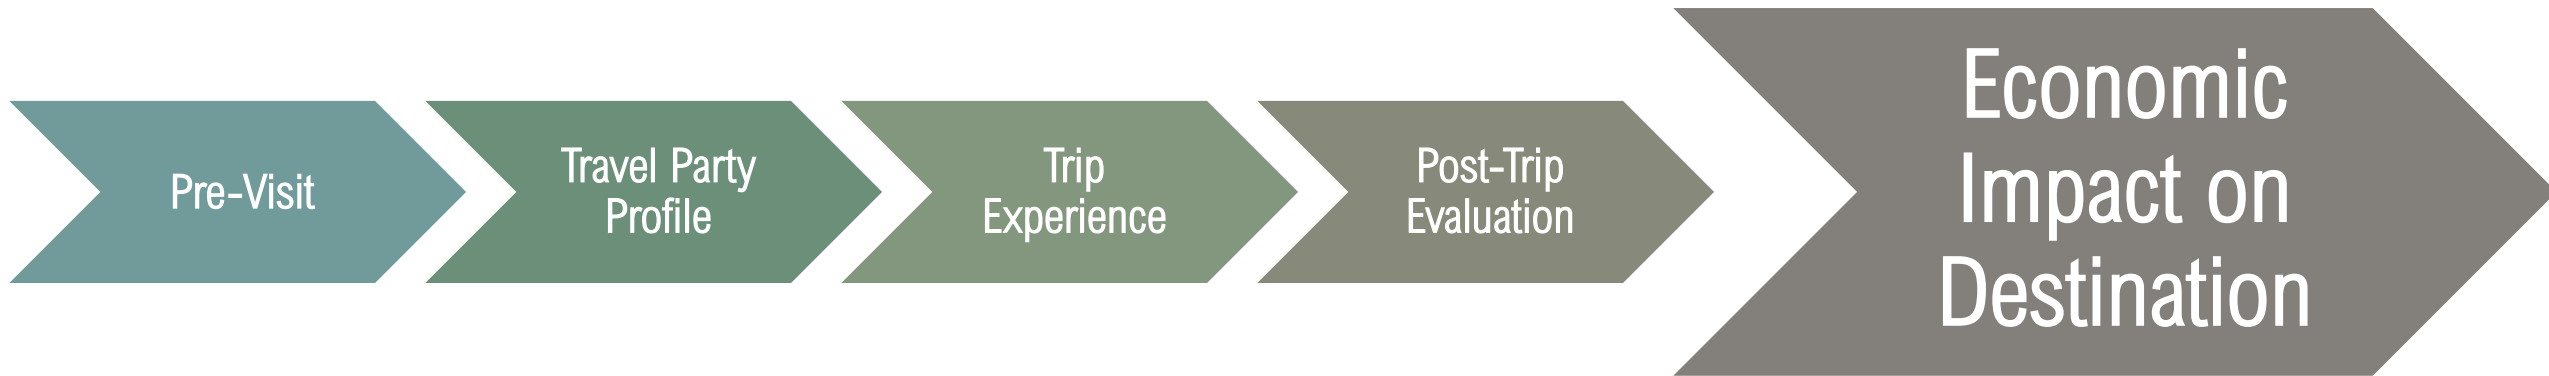 Pre-Visit
Travel Party
Profile
Trip
Experience
Post-Trip
Evaluation
Economic
Impact on
Destination